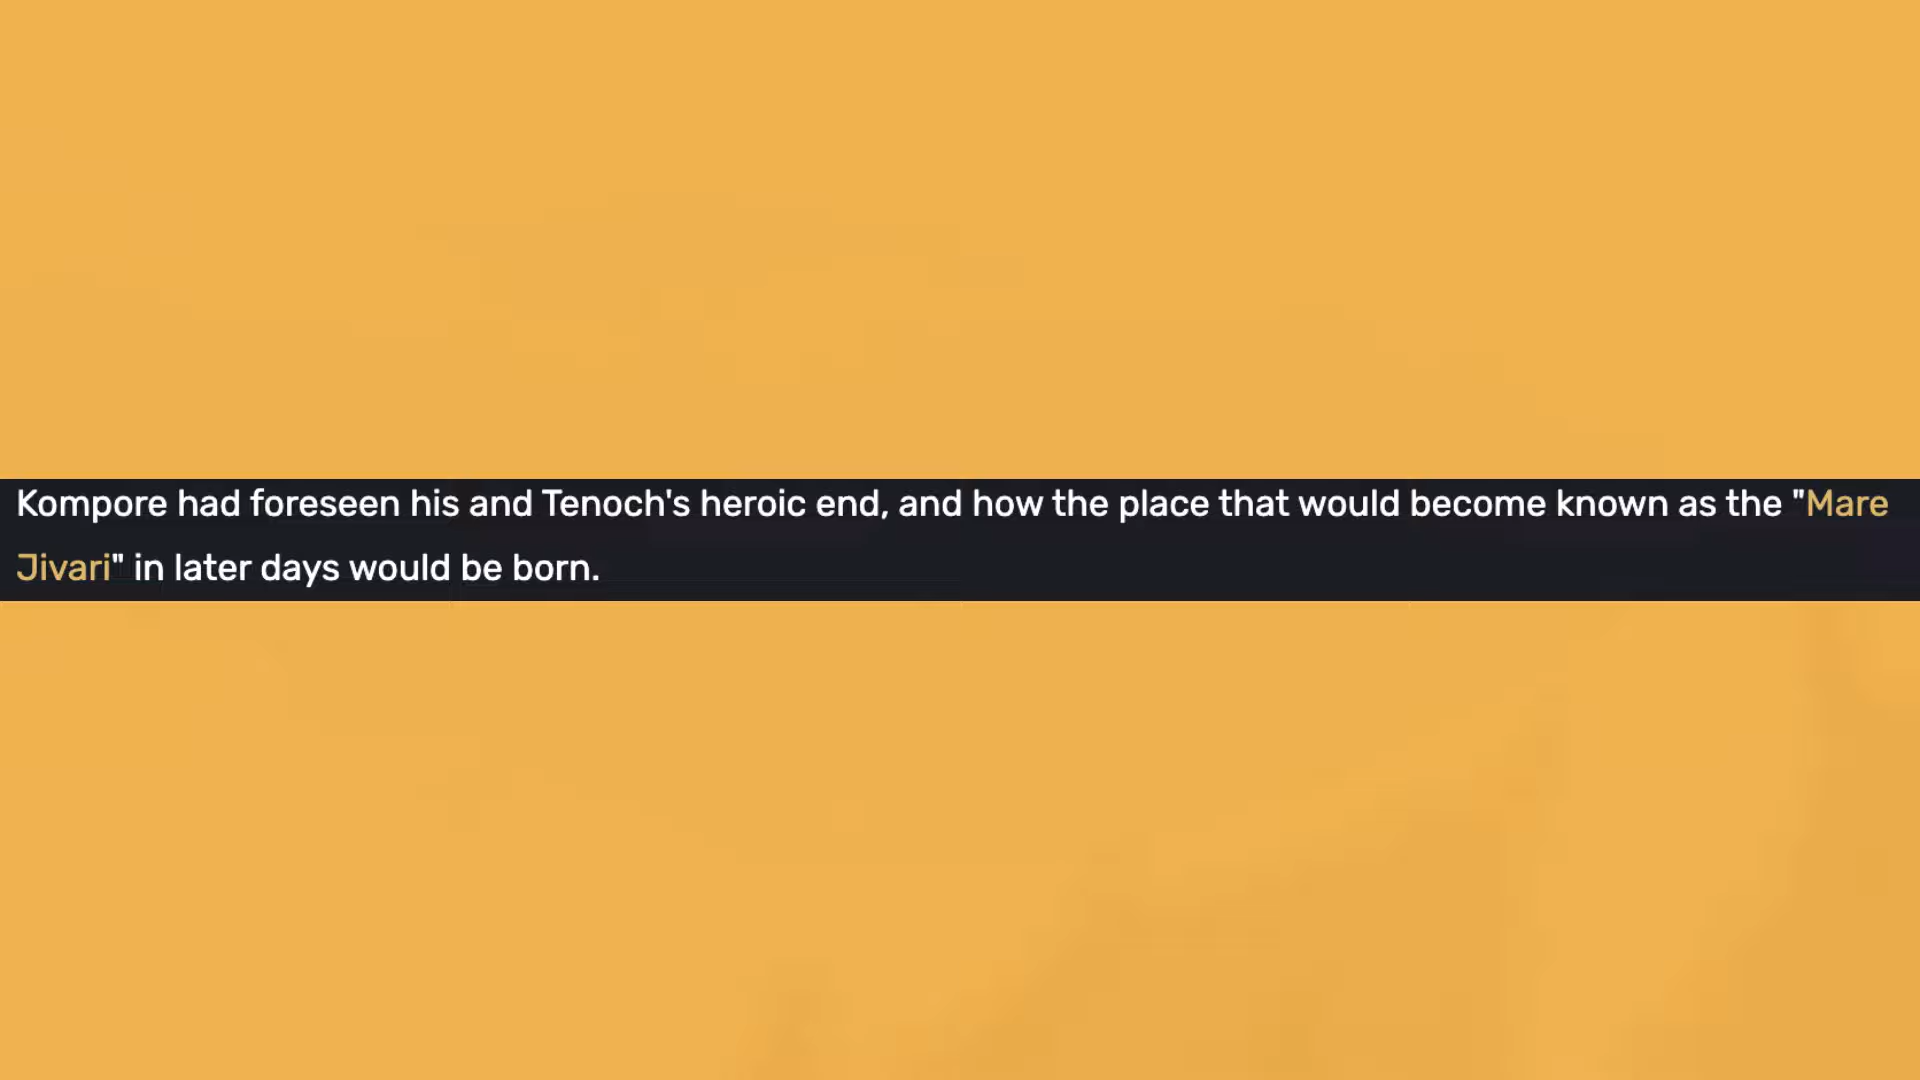 Kompore had foreseen his and Tenoch's heroic end, and how the place that would become known as the "Mare
Jivari" in later days would be born.